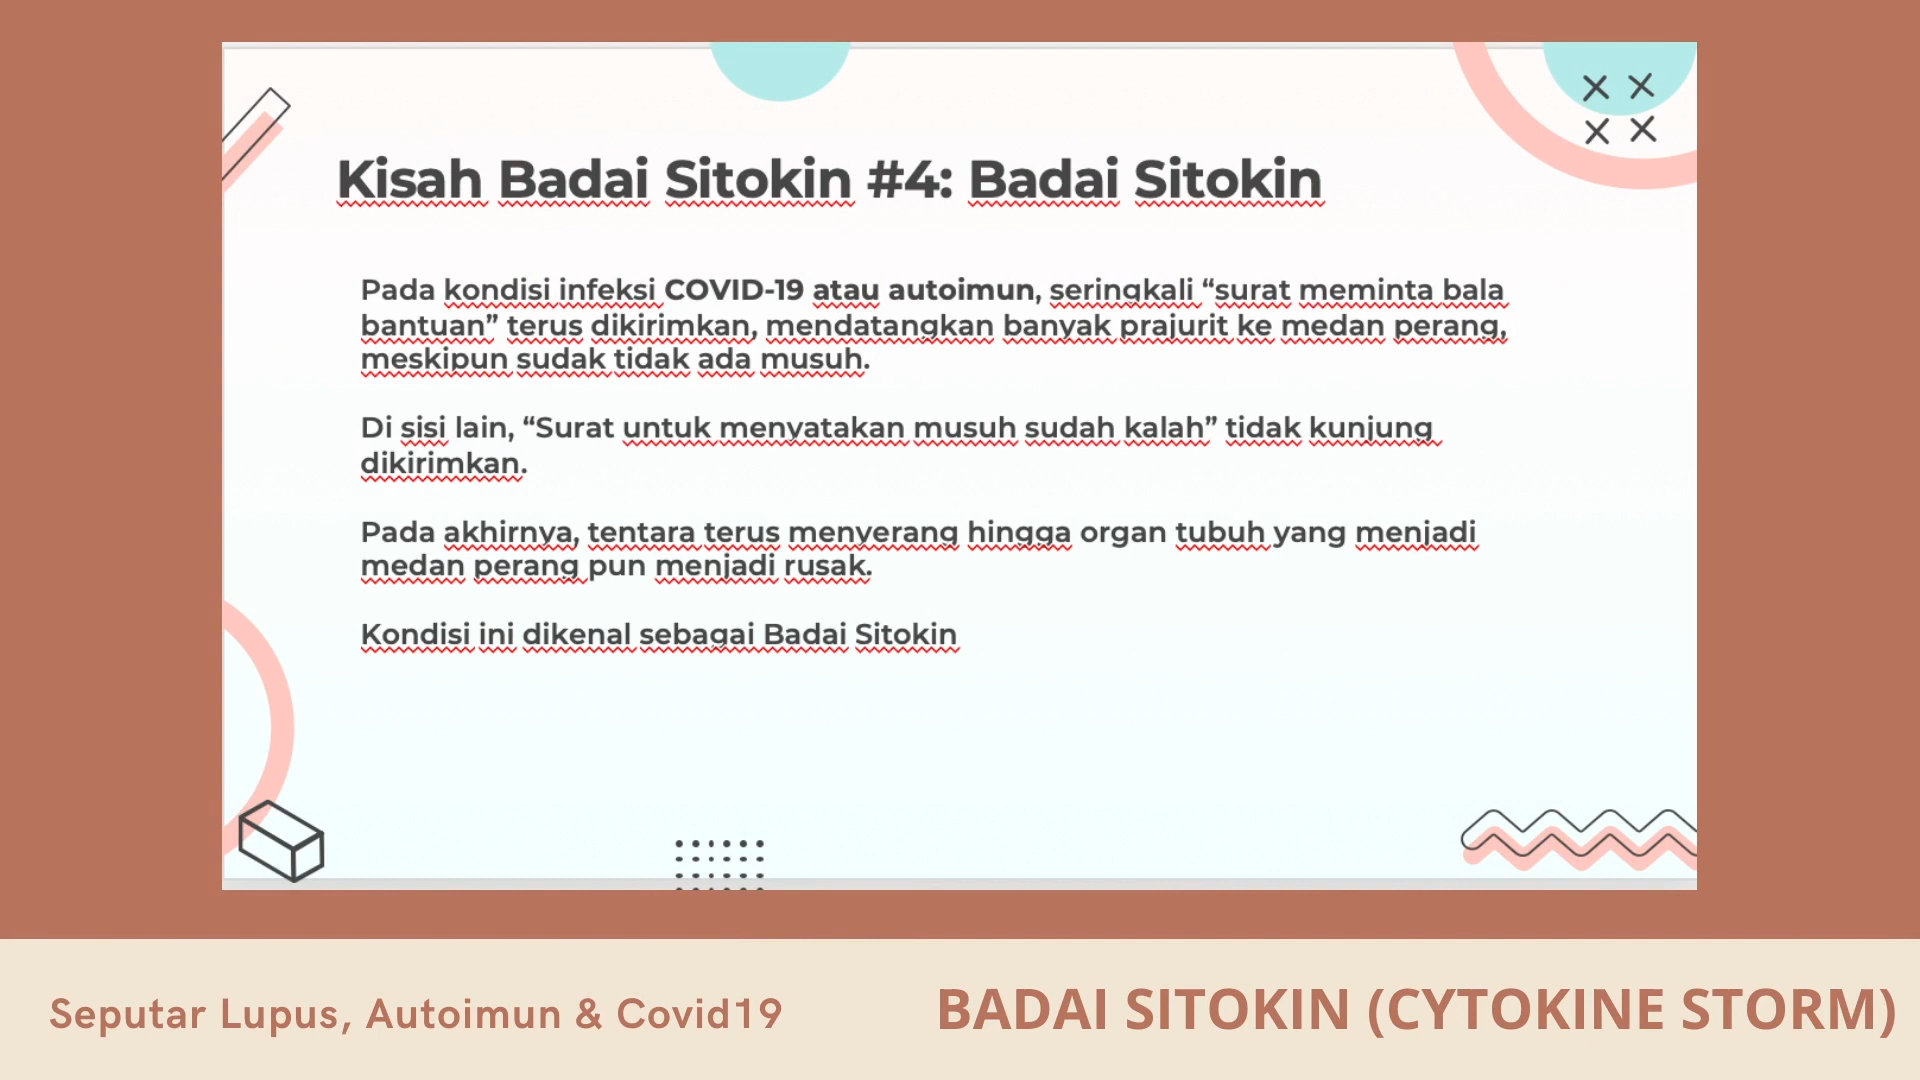 Kisah Badai Sitokin #4: Badai Sitokin
Pada kondisi infeksi COVID-19 atau autoimun, seringkali “surat meminta bala
bantuan” terus dikirimkan, mendatangkan banyak prajurit ke medan perang,
meskipun sudak tidak ada musuh.
Di sisi lain, “Surat untuk menyatakan musuh sudah kalah” tidak kunjung
dikirimkan.
Pada akhirnya, tentara terus menyerang hingga organ tubuh yang menjadi
medan perang pun menjadi rusak.
Kondisi ini dikenal sebagai Badai Sitokin
Seputar Lupus, Autoimun & Covid19
BADAI SITOKIN (CYTOKINE STORM)